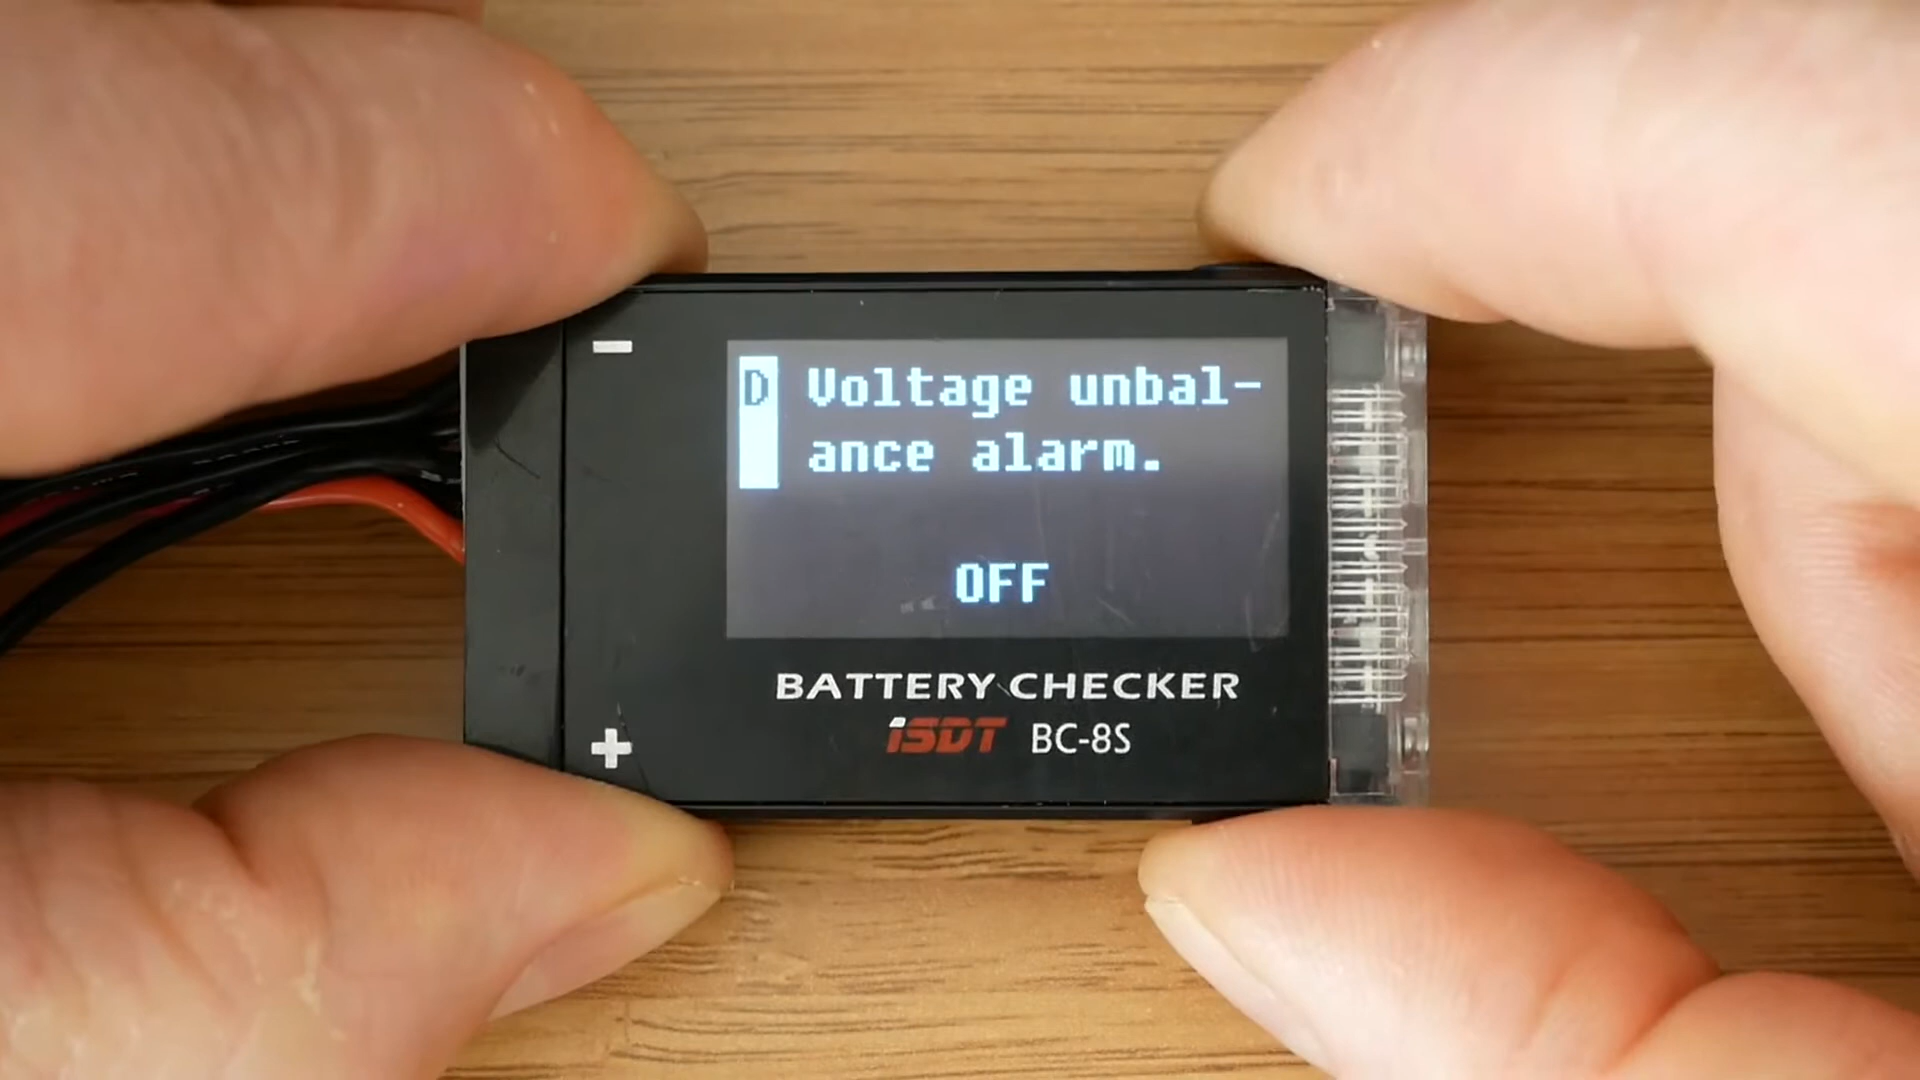 D Voltage unbal-
ance alarm.
OFF
BATTERY CHECKER
iSDT BC-8S